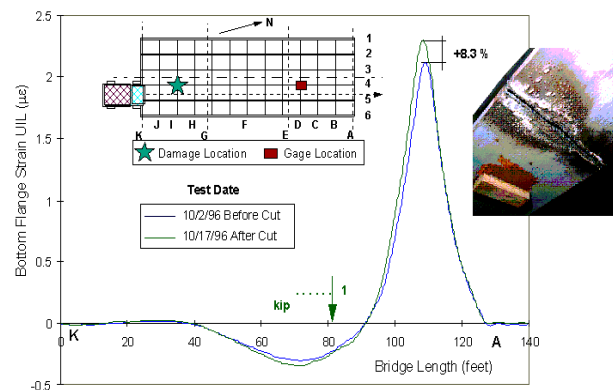 2.5
2
1.5
1
0.5
0
-0.5
Bottom Flange Strain UIL (με)
N
1
2
3
4
5
6
J I H F D C B
K G E A
Damage Location
Gage Location
Test Date
10/2/96 Before Cut
10/17/96 After Cut
+8.3 %
1
kip
K
A
0 20 40 60 80 100 120 140
Bridge Length (feet)